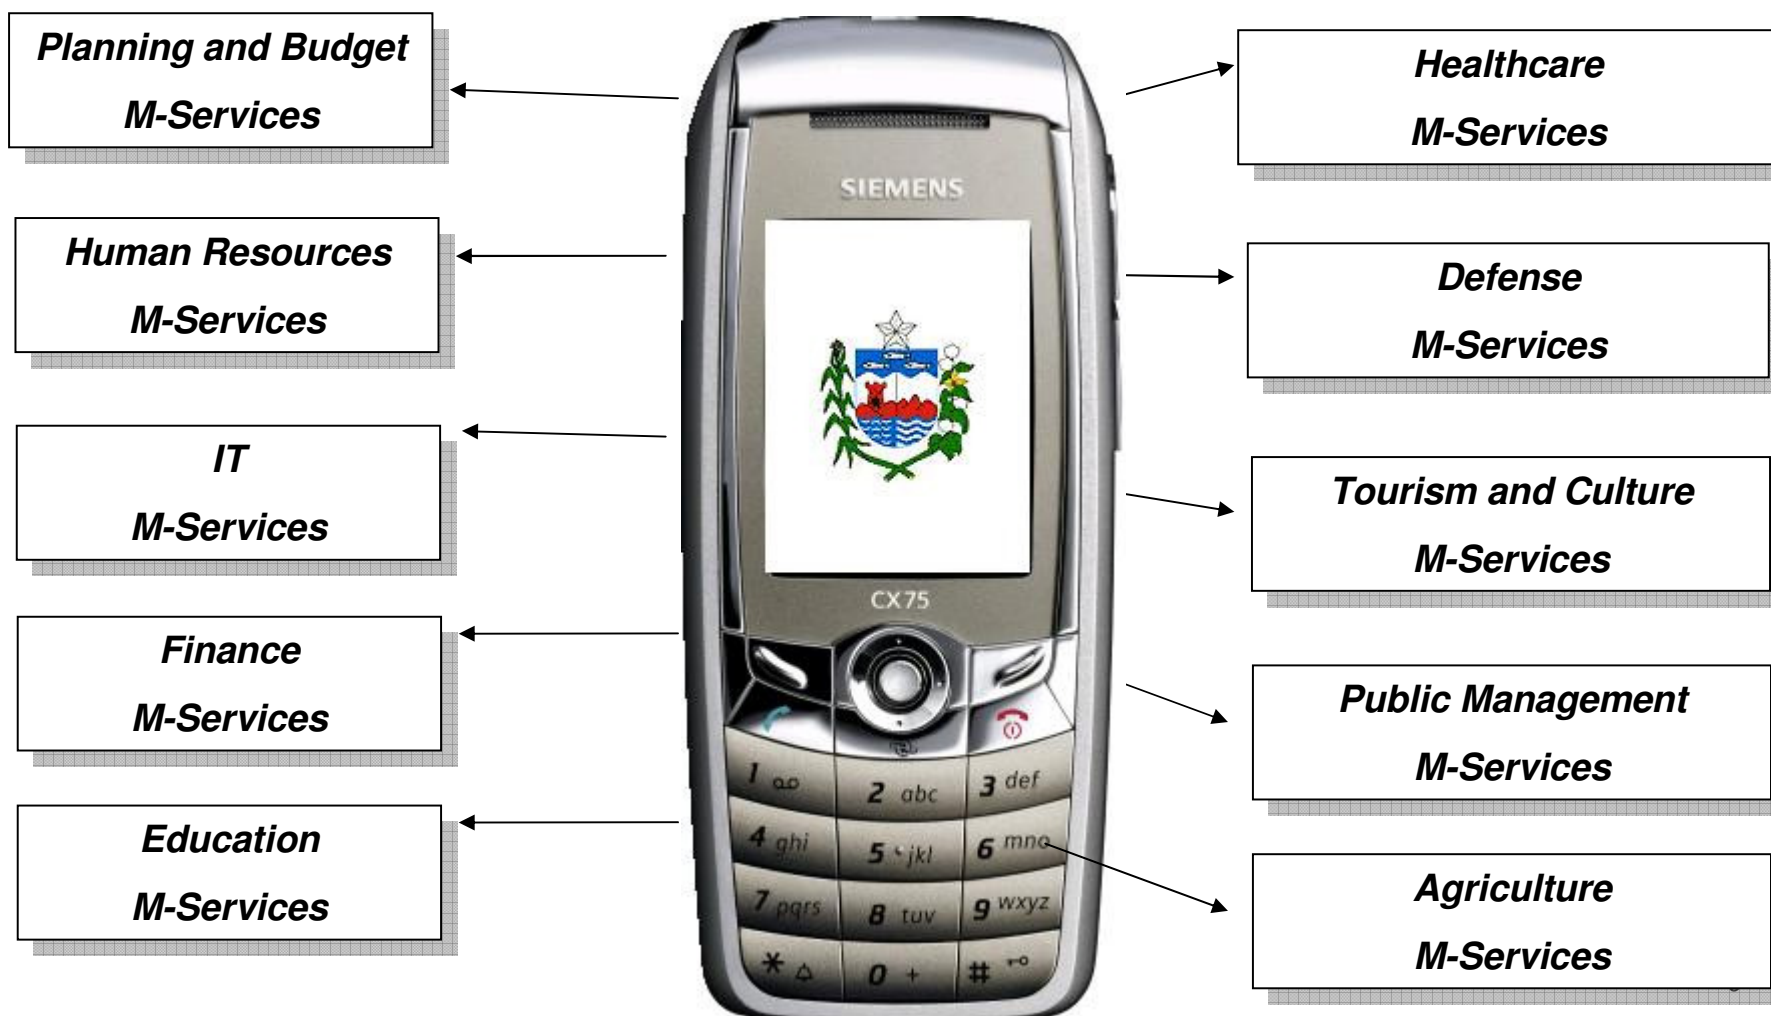 Planning and Budget
M-Services
Human Resources
M-Services
IT
M-Services
Finance
M-Services
Education
M-Services
SIEMENS
CX75
1
2 abc
3 def
4 ghi
5 jkl
6 mno
7 pqrs
8 tuv
9 wxyz
*
0 +
#
Healthcare
M-Services
Defense
M-Services
Tourism and Culture
M-Services
Public Management
M-Services
Agriculture
M-Services